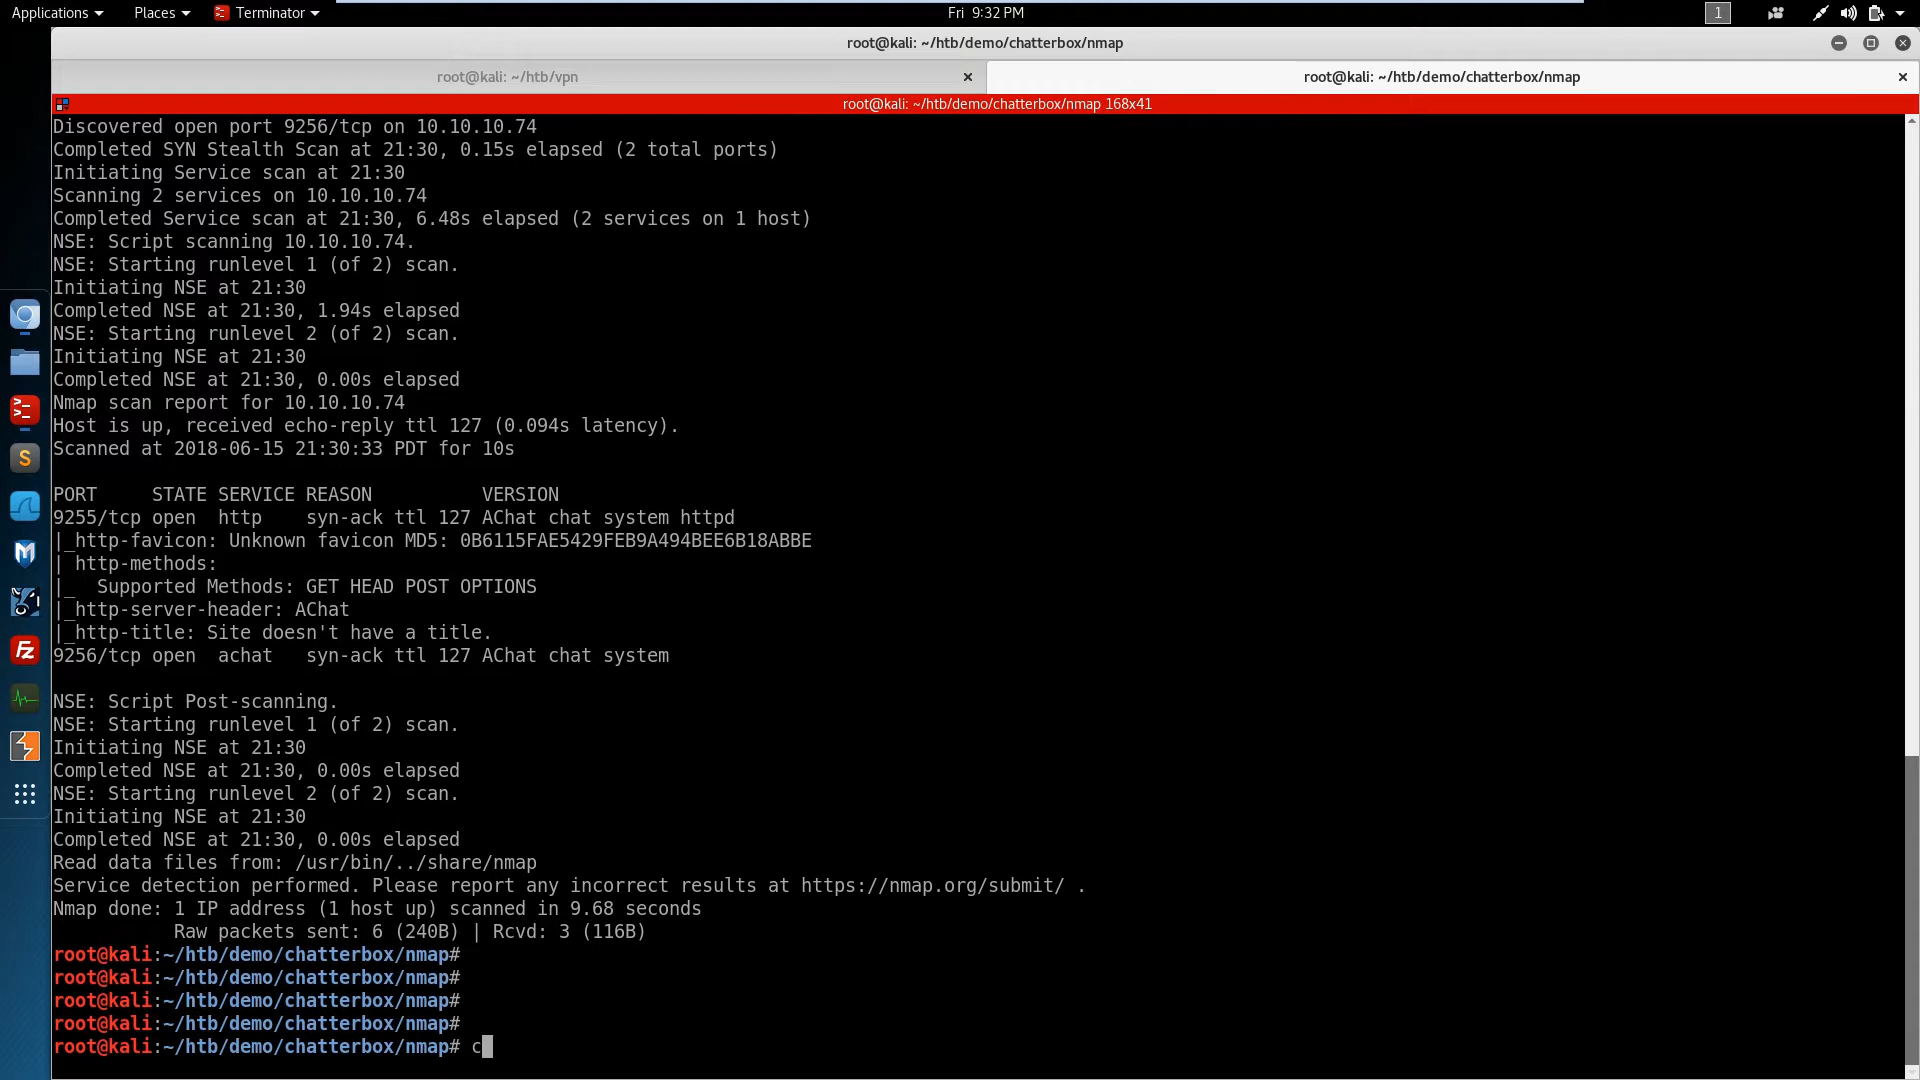 Applications Places Terminator Fri 9:32 PM 1
root@kali: ~/htb/demo/chatterbox/nmap
root@kali: ~/htb/vpn × root@kali: ~/htb/demo/chatterbox/nmap ×
root@kali: ~/htb/demo/chatterbox/nmap 168x41
Discovered open port 9256/tcp on 10.10.10.74
Completed SYN Stealth Scan at 21:30, 0.15s elapsed (2 total ports)
Initiating Service scan at 21:30
Scanning 2 services on 10.10.10.74
Completed Service scan at 21:30, 6.48s elapsed (2 services on 1 host)
NSE: Script scanning 10.10.10.74.
NSE: Starting runlevel 1 (of 2) scan.
Initiating NSE at 21:30
Completed NSE at 21:30, 1.94s elapsed
NSE: Starting runlevel 2 (of 2) scan.
Initiating NSE at 21:30
Completed NSE at 21:30, 0.00s elapsed
Nmap scan report for 10.10.10.74
Host is up, received echo-reply ttl 127 (0.094s latency).
Scanned at 2018-06-15 21:30:33 PDT for 10s
PORT     STATE SERVICE REASON          VERSION
9255/tcp open  http    syn-ack ttl 127 AChat chat system httpd
|_http-favicon: Unknown favicon MD5: 0B6115FAE5429FEB9A494BEE6B18ABBE
| http-methods:
|_  Supported Methods: GET HEAD POST OPTIONS
|_http-server-header: AChat
|_http-title: Site doesn't have a title.
9256/tcp open  achat   syn-ack ttl 127 AChat chat system
NSE: Script Post-scanning.
NSE: Starting runlevel 1 (of 2) scan.
Initiating NSE at 21:30
Completed NSE at 21:30, 0.00s elapsed
NSE: Starting runlevel 2 (of 2) scan.
Initiating NSE at 21:30
Completed NSE at 21:30, 0.00s elapsed
Read data files from: /usr/bin/../share/nmap
Service detection performed. Please report any incorrect results at https://nmap.org/submit/ .
Nmap done: 1 IP address (1 host up) scanned in 9.68 seconds
           Raw packets sent: 6 (240B) | Rcvd: 3 (116B)
root@kali:~/htb/demo/chatterbox/nmap#
root@kali:~/htb/demo/chatterbox/nmap#
root@kali:~/htb/demo/chatterbox/nmap#
root@kali:~/htb/demo/chatterbox/nmap#
root@kali:~/htb/demo/chatterbox/nmap# c